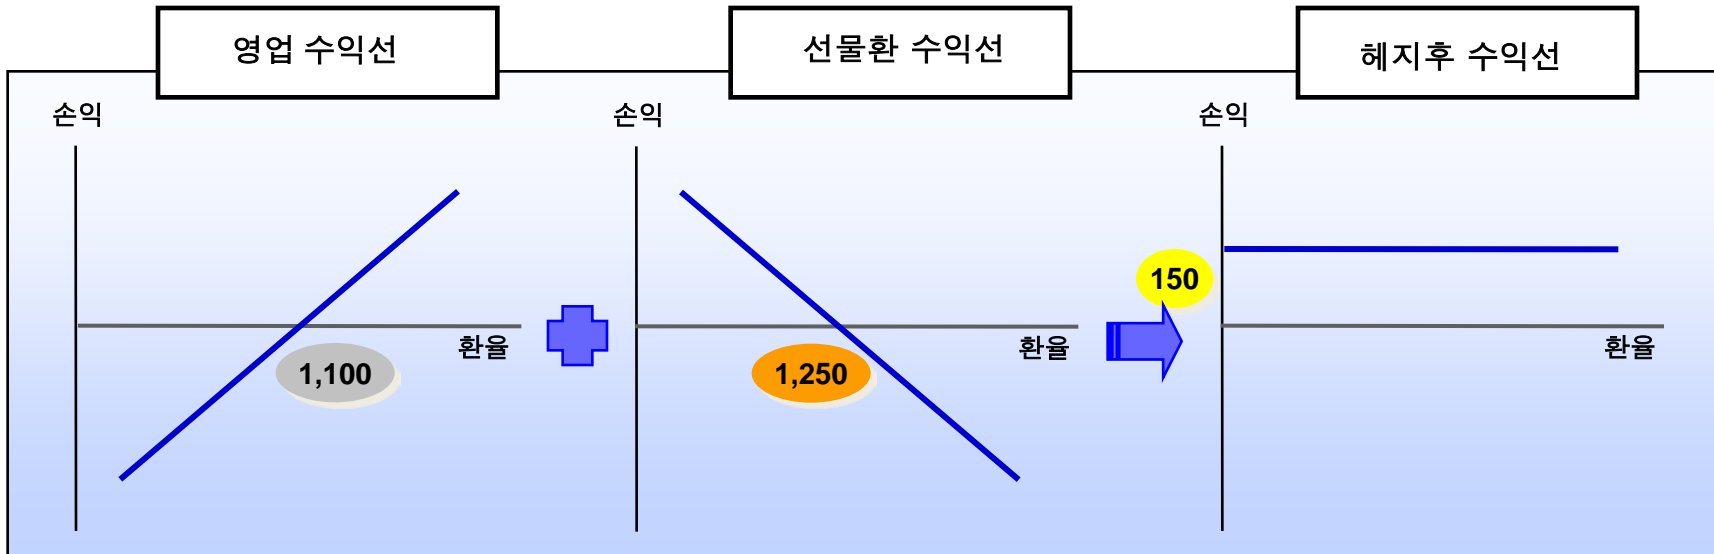 영업 수익선
선물환 수익선
헤지후 수익선
손익
손익
손익
150
환율
환율
환율
1,100
1,250